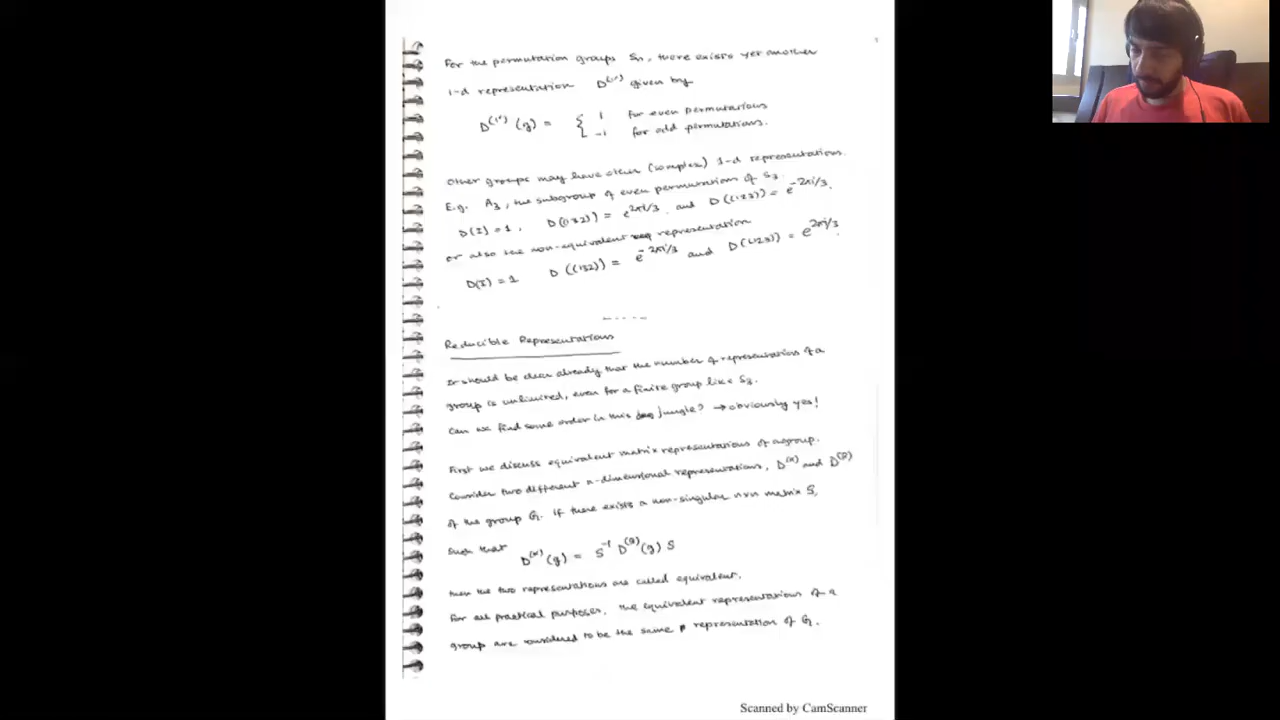 For the permutation groups Sn, there exists yet another
1-d representation D^(1') given by
D^(1')(g) = { 1 for even permutations
-1 for odd permutations.
Other groups may have other (complex) 1-d representations.
E.g. A3, the subgroup of even permutations of S3.
D(I) = 1, D((132)) = e^2πi/3, and D((123)) = e^-2πi/3.
or also the non-equivalent representation
D(I) = 1 D((132)) = e^-2πi/3 and D((123)) = e^2πi/3.
Reducible Representations
It should be clear already that the number of representations of a
group is unlimited, even for a finite group like S3.
Can we find some order in this jungle? → obviously yes!
First we discuss equivalent matrix representations of a group.
Consider two different n-dimensional representations, D^(α) and D^(β)
of the group G. If there exists a non-singular n×n matrix S,
such that D^(α)(g) = S^-1 D^(β)(g) S
then the two representations are called equivalent.
For all practical purposes, the equivalent representations of a
group are considered to be the same representation of G.
Scanned by CamScanner